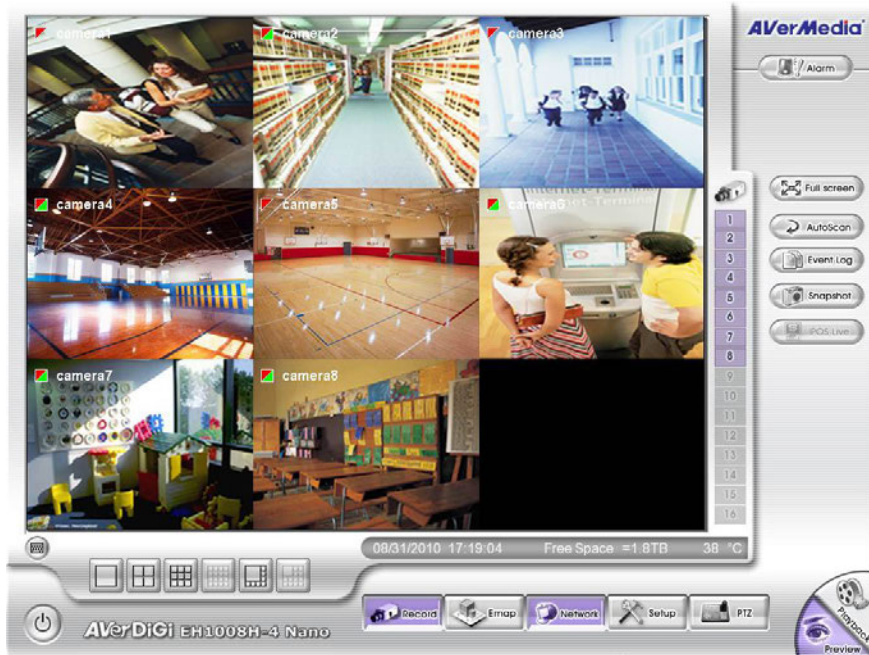 camera1
camera2
camera3
AVerMedia
Alarm
camera4
camera5
camera6
Internet-Terminal
Full screen
AutoScan
Event Log
Snapshot
POS Live
1
2
3
4
5
6
7
8
9
10
11
12
13
14
15
16
camera7
camera8
08/31/2010 17:19:04 Free Space =1.8TB 38 °C
Record
Emap
Network
Setup
PTZ
AVerDiGi EH1008H-4 Nano
Playback
Preview